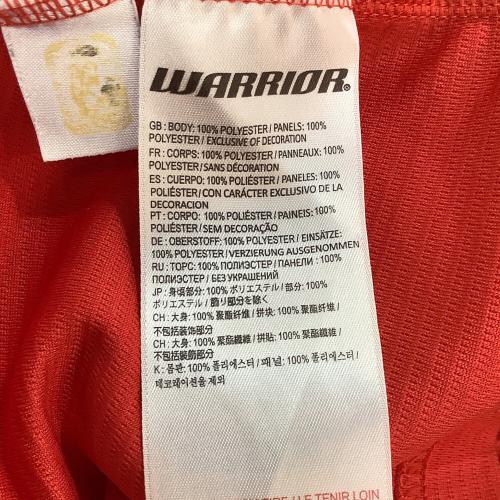 WARRIOR®
GB : BODY: 100% POLYESTER / PANELS: 100%
POLYESTER / EXCLUSIVE OF DECORATION
FR : CORPS: 100% POLYESTER / PANNEAUX: 100%
POLYESTER / SANS DÉCORATION
ES : CUERPO: 100% POLIÉSTER / PANELES: 100%
POLIÉSTER / CON CARÁCTER EXCLUSIVO DE LA
DECORACION
PT : CORPO: 100% POLIÉSTER / PAINEIS: 100%
POLIÉSTER / SEM DECORAÇÃO
DE : OBERSTOFF: 100% POLYESTER / EINSÄTZE:
100% POLYESTER / VERZIERUNG AUSGENOMMEN
RU : ТОРС: 100% ПОЛИЭСТЕР / ПАНЕЛИ : 100%
ПОЛИЭСТЕР / БЕЗ УКРАШЕНИЙ
JP : 身頃部分: 100% ポリエステル / 部分: 100%
ポリエステル / 飾り部分を除く
CH : 大身: 100% 聚酯纤维 / 拼块: 100% 聚酯纤维 /
不包括装饰部分
CH : 大身: 100% 聚酯纖維 / 拼貼: 100% 聚酯纖維 /
不包括裝飾部分
K : 몸판: 100% 폴리에스터 / 패널: 100% 폴리에스터 /
데코레이션을 제외
/ LE TENIR LOIN